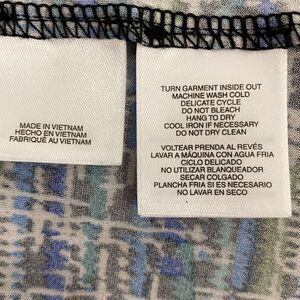 MADE IN VIETNAM
HECHO EN VIETNAM
FABRIQUÉ AU VIETNAM
TURN GARMENT INSIDE OUT
MACHINE WASH COLD
DELICATE CYCLE
DO NOT BLEACH
HANG TO DRY
COOL IRON IF NECESSARY
DO NOT DRY CLEAN
VOLTEAR PRENDA AL REVÉS
LAVAR A MÁQUINA CON AGUA FRIA
CICLO DELICADO
NO UTILIZAR BLANQUEADOR
SECAR COLGADO
PLANCHA FRIA SI ES NECESARIO
NO LAVAR EN SECO